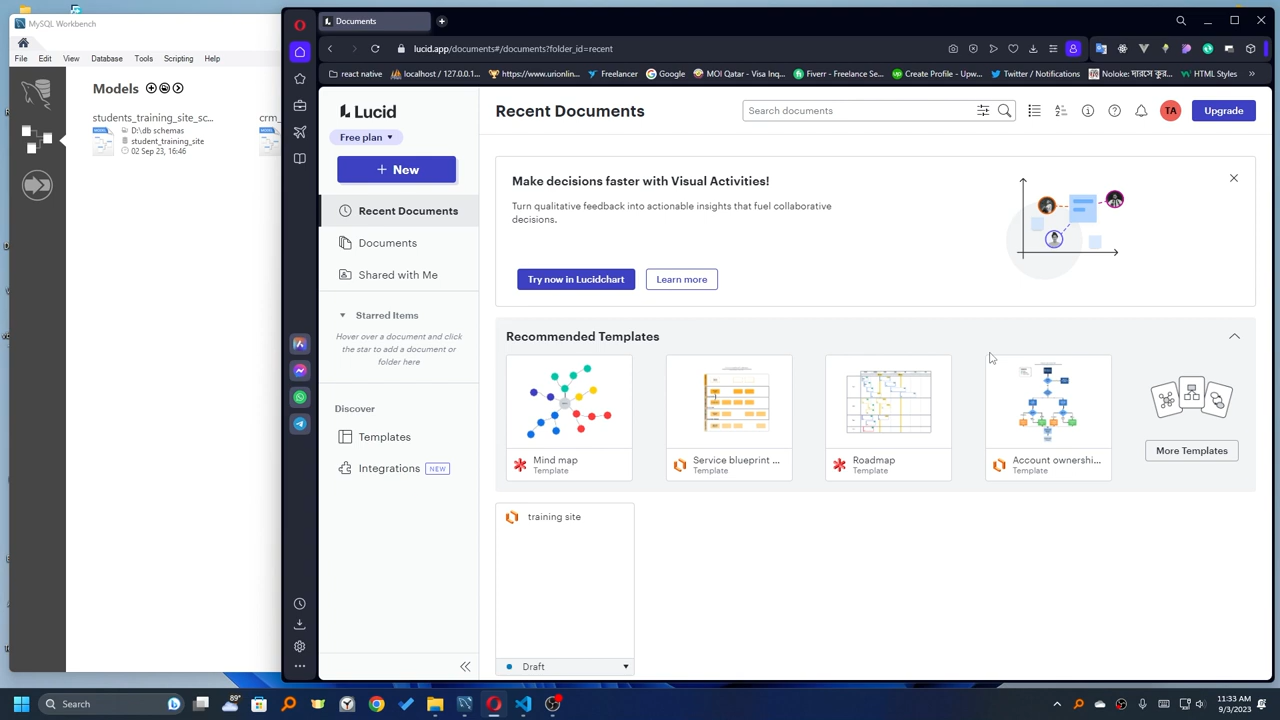 MySQL Workbench
File Edit View Database Tools Scripting Help
Models
students_training_site_sc...
D:\db schemas
student_training_site
02 Sep 23, 16:46
crm_
Documents
lucid.app/documents#/documents?folder_id=recent
react native
localhost / 127.0.0.1...
https://www.urionlin...
Freelancer
Google
MOI Qatar - Visa Inq...
Fiverr - Freelance Se...
Create Profile - Upw...
Twitter / Notifications
HTML Styles
Lucid
Free plan
+ New
Recent Documents
Documents
Shared with Me
Starred Items
Hover over a document and click
the star to add a document or
folder here
Discover
Templates
Integrations NEW
Recent Documents
Search documents
TA
Upgrade
Make decisions faster with Visual Activities!
Turn qualitative feedback into actionable insights that fuel collaborative
decisions.
Try now in Lucidchart
Learn more
Recommended Templates
Mind map
Template
Service blueprint ...
Template
Roadmap
Template
Account ownershi...
Template
More Templates
training site
Draft
Search
89°
11:33 AM
9/3/2023